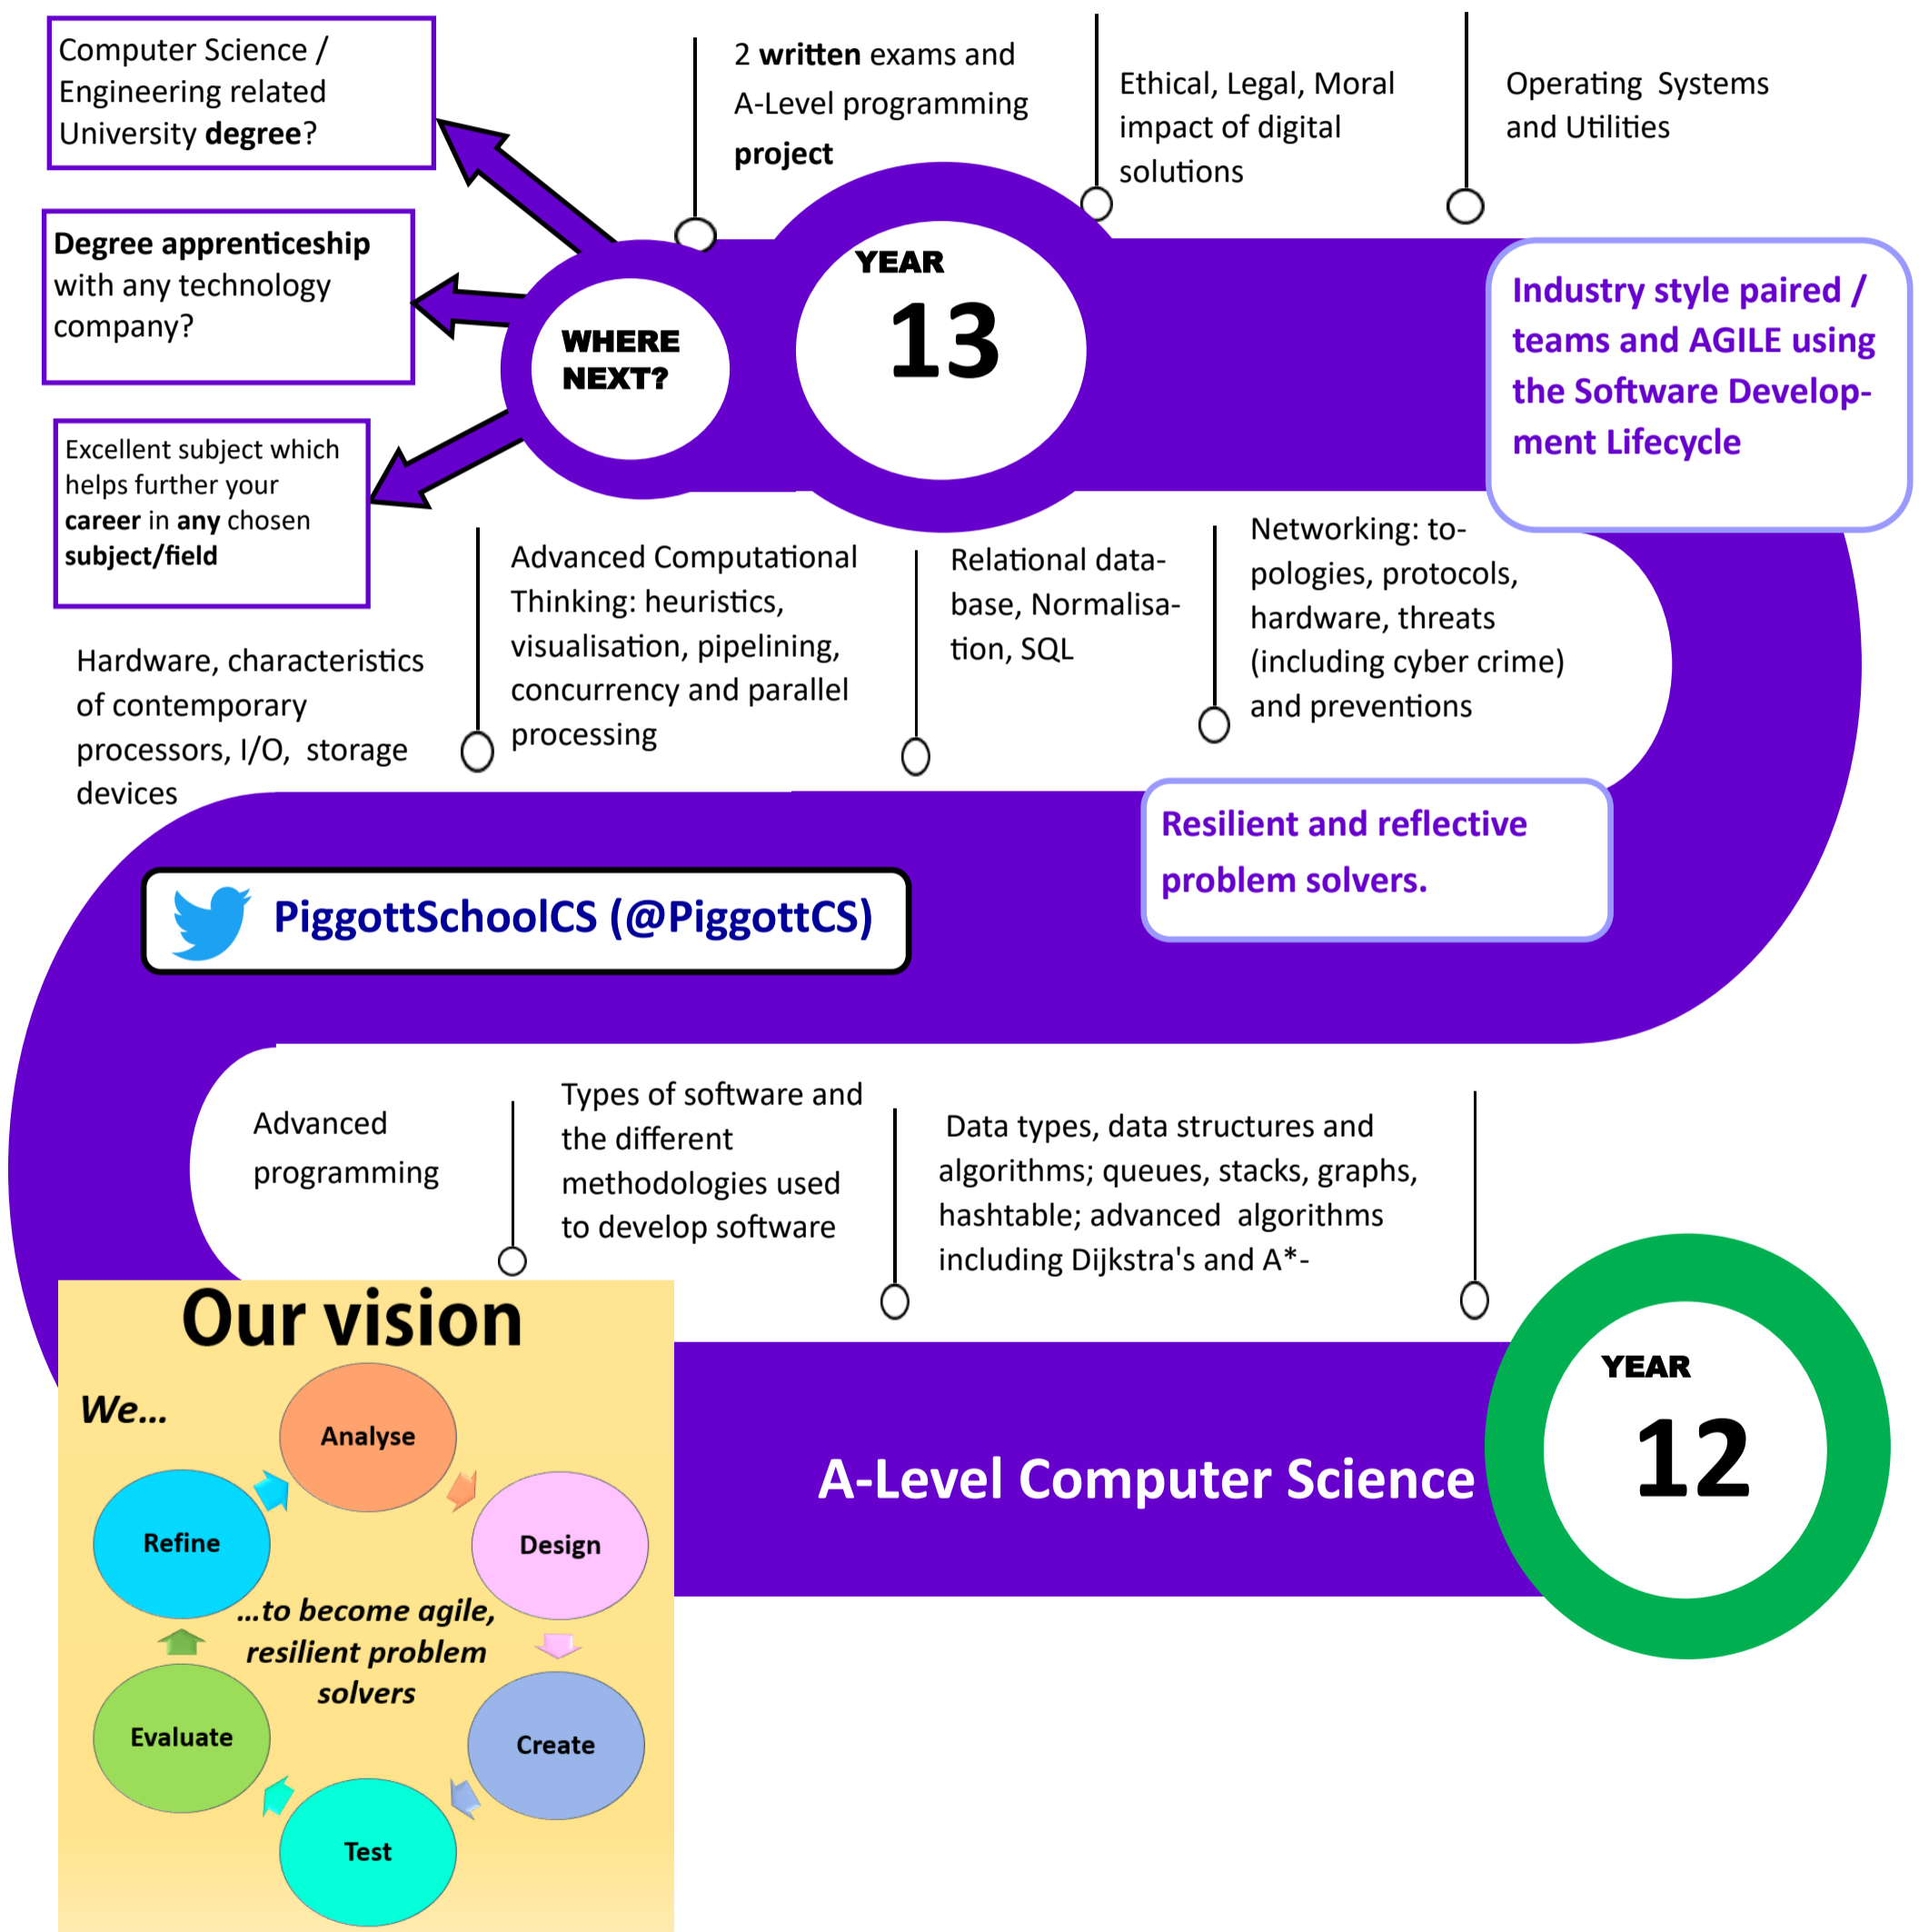 Computer Science /
Engineering related
University degree?
2 written exams and
A-Level programming
project
Ethical, Legal, Moral
impact of digital
solutions
Operating  Systems
and Utilities
Degree apprenticeship
with any technology
company?
WHERE
NEXT?
YEAR
13
Industry style paired /
teams and AGILE using
the Software Develop-
ment Lifecycle
Excellent subject which
helps further your
career in any chosen
subject/field
Hardware, characteristics
of contemporary
processors, I/O,  storage
devices
Advanced Computational
Thinking: heuristics,
visualisation, pipelining,
concurrency and parallel
processing
Relational data-
base, Normalisa-
tion, SQL
Networking: to-
pologies, protocols,
hardware, threats
(including cyber crime)
and preventions
Resilient and reflective
problem solvers.
PiggottSchoolCS (@PiggottCS)
Advanced
programming
Types of software and
the different
methodologies used
to develop software
Data types, data structures and
algorithms; queues, stacks, graphs,
hashtable; advanced  algorithms
including Dijkstra's and A*-
A-Level Computer Science
YEAR
12
Our vision
We...
Analyse
Design
Create
Test
Evaluate
Refine
...to become agile,
resilient problem
solvers